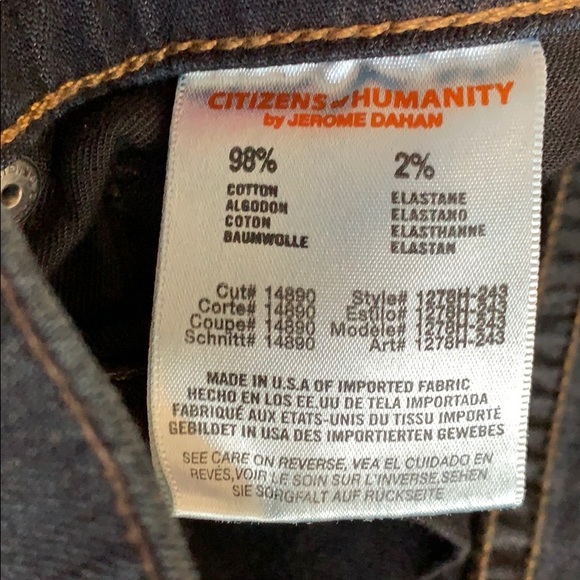 CITIZENS of HUMANITY
by JEROME DAHAN
98% 2%
COTTON ELASTANE
ALGODON ELASTANO
COTON ELASTHANNE
BAUMWOLLE ELASTAN
Cut# 14890 Style# 1278H-243
Corte# 14890 Estilo# 1278H-243
Coupe# 14890 Modele# 1278H-243
Schnitt# 14890 Art# 1278H-243
MADE IN U.S.A OF IMPORTED FABRIC
HECHO EN LOS EE.UU DE TELA IMPORTADA
FABRIQUÉ AUX ETATS-UNIS DU TISSU IMPORTÉ
GEBILDET IN USA DES IMPORTIERTEN GEWEBES
SEE CARE ON REVERSE, VEA EL CUIDADO EN
REVÉS,VOIR LE SOIN SUR L'INVERSE,SEHEN
SIE SORGFALT AUF RÜCKSEITE